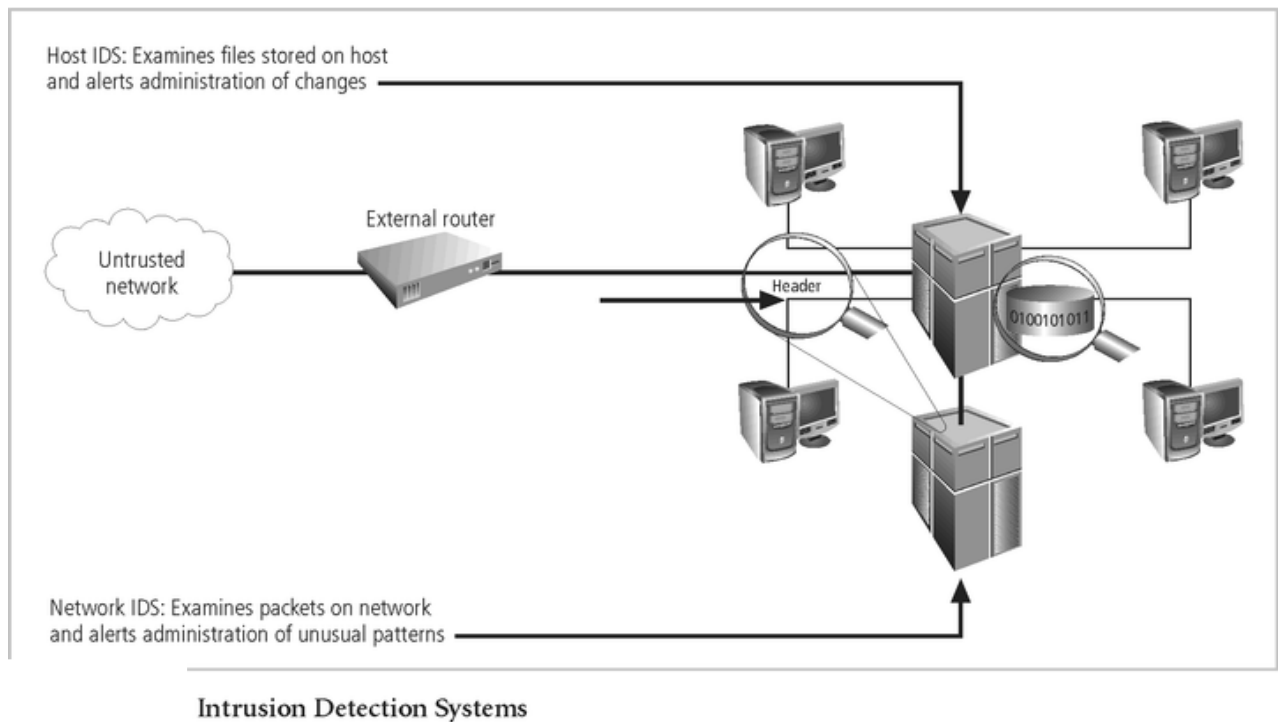 Host IDS: Examines files stored on host
and alerts administration of changes
External router
Untrusted
network
Header
0100101011
Network IDS: Examines packets on network
and alerts administration of unusual patterns
Intrusion Detection Systems